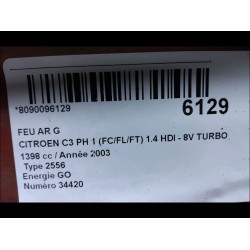 *8090096129
6129
FEU AR G
CITROEN C3 PH 1 (FC/FL/FT) 1.4 HDI - 8V TURBO
1398 cc / Année 2003
Type 2556
Energie GO
Numéro 34420